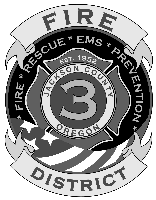 FIRE
FIRE * RESCUE * EMS * PREVENTION
EST. 1952
JACKSON COUNTY
3
OREGON
DISTRICT